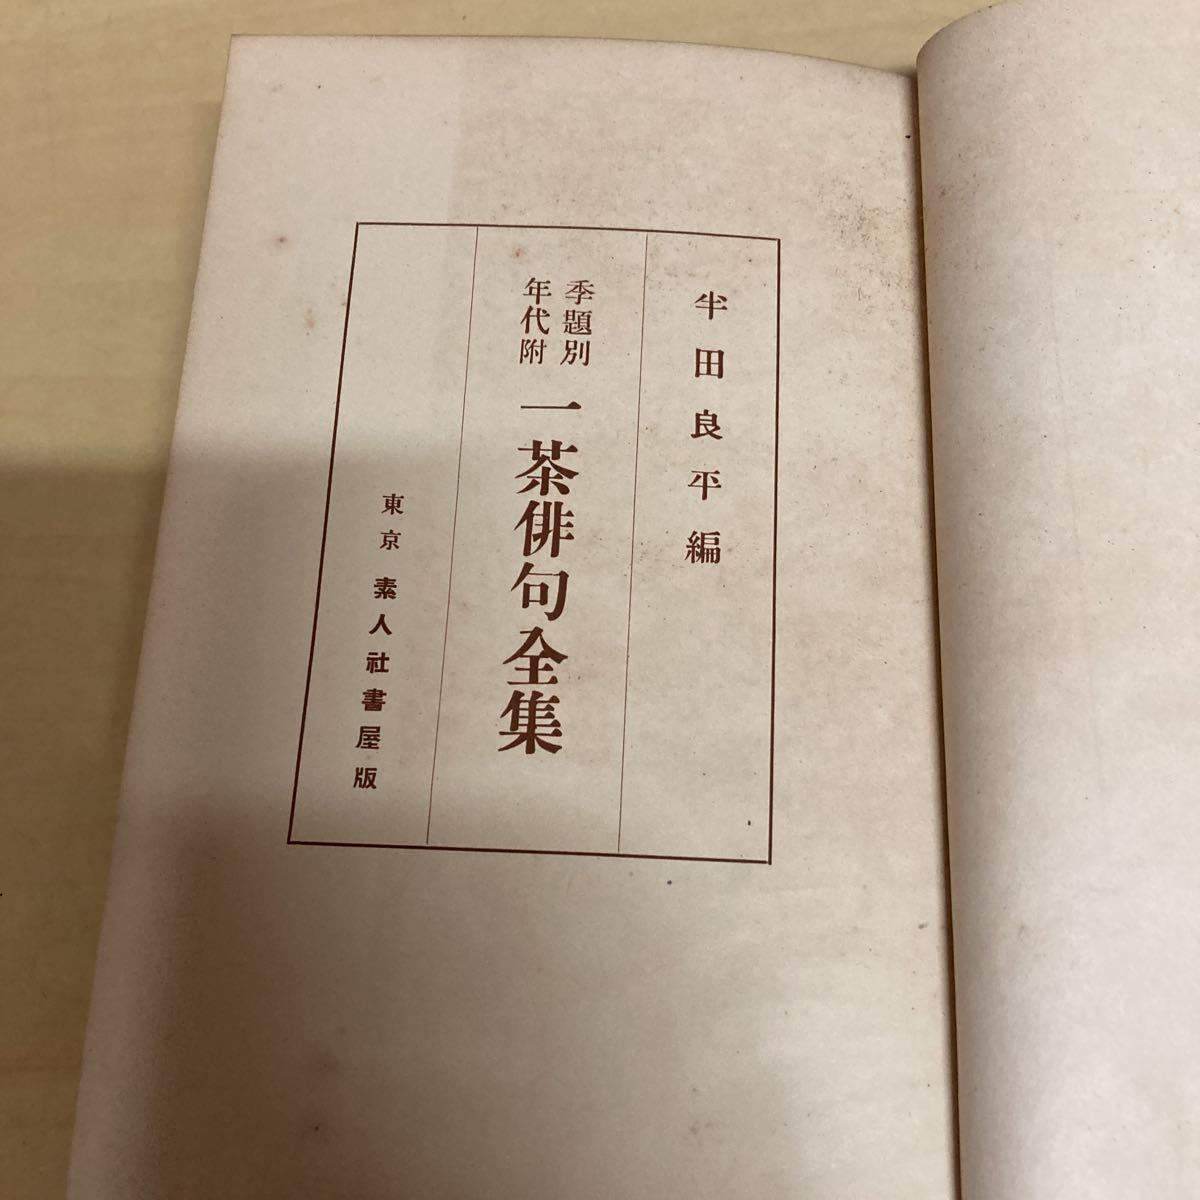 半田良平編
季題別
年代附
一茶俳句全集
東京 素人社書屋版